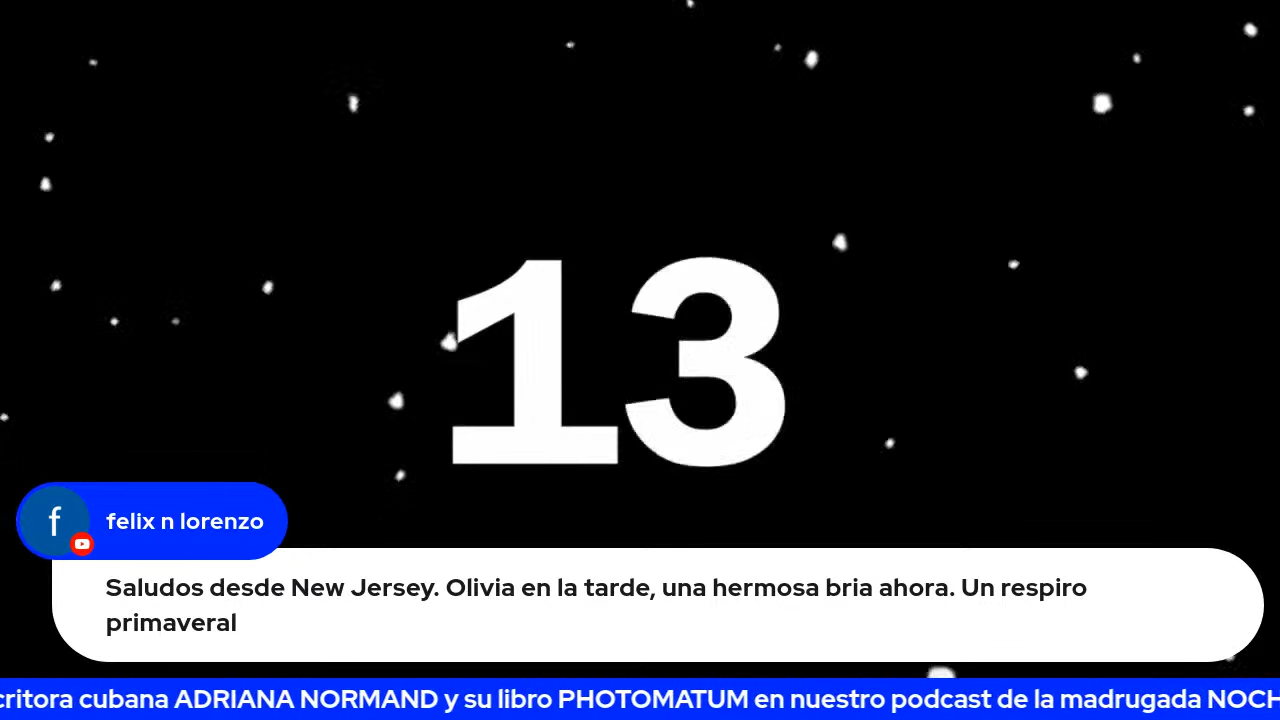 13
f felix n lorenzo
Saludos desde New Jersey. Olivia en la tarde, una hermosa bria ahora. Un respiro
primaveral
critora cubana ADRIANA NORMAND y su libro PHOTOMATUM en nuestro podcast de la madrugada NOCH